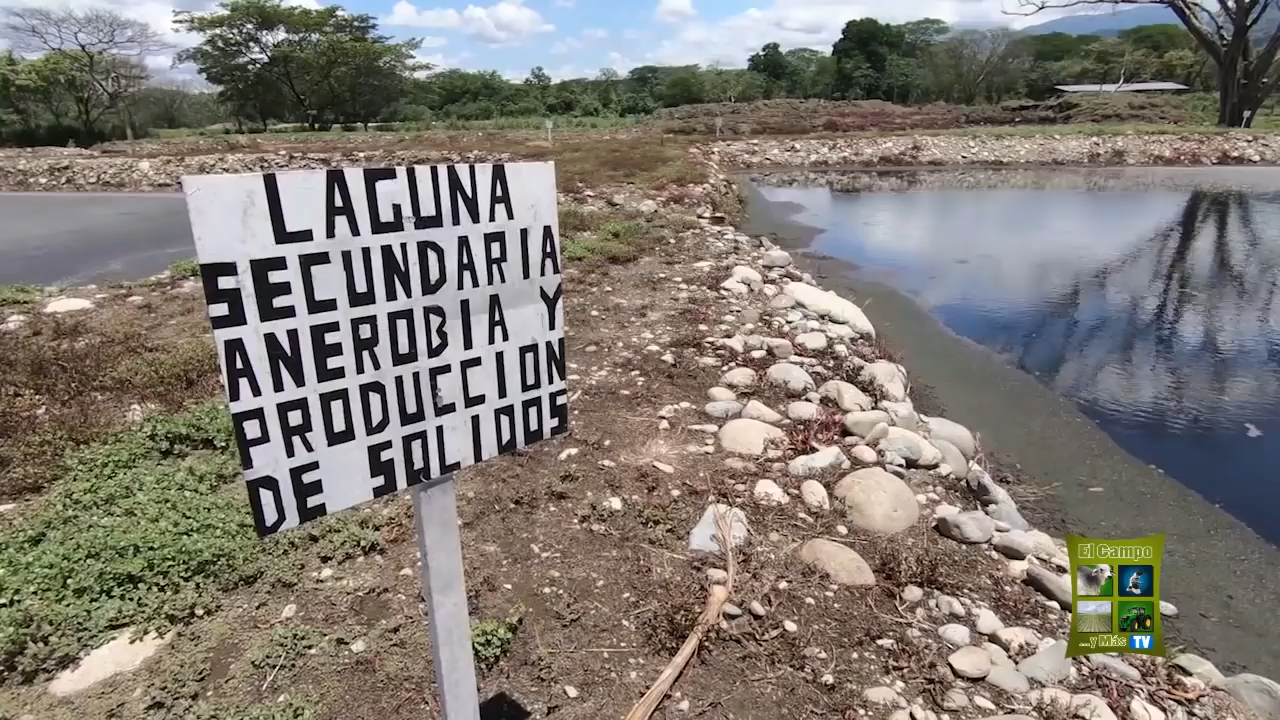 LAGUNA
SECUNDARIA
ANEROBIA Y
PRODUCCION
DE SOLIDOS
El Campo
...y Más TV